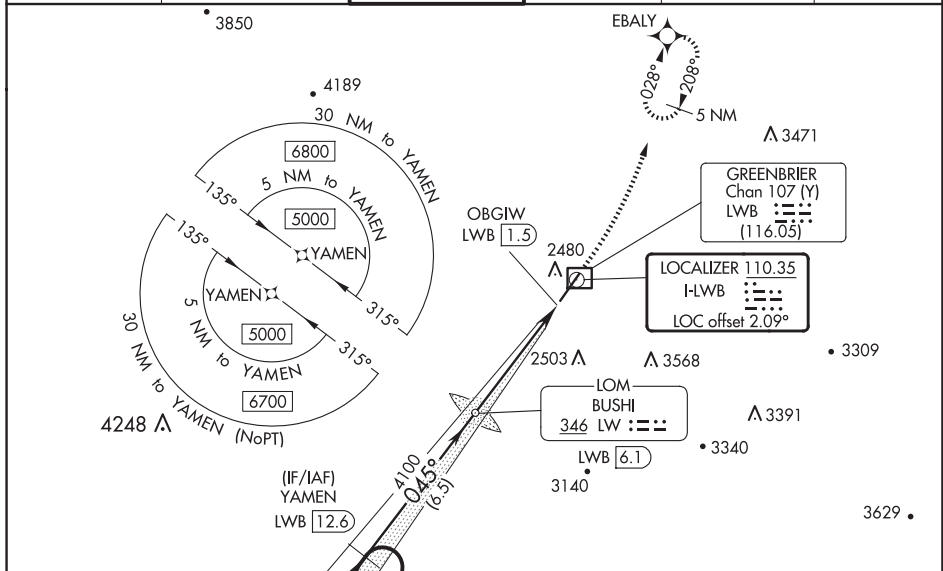 3850
EBALY
028°
208°
5 NM
4189
30 NM to YAMEN
6800
3471
5 NM to YAMEN
135°
5000
YAMEN
315°
GREENBRIER
Chan 107 (Y)
LWB
(116.05)
OBGIW
LWB 1.5
2480
135°
YAMEN
5000
315°
5 NM to YAMEN
6700
30 NM to YAMEN (NoPT)
LOCALIZER 110.35
I-LWB
LOC offset 2.09°
2503
3568
3309
4248
LOM
BUSHI
346 LW
3391
LWB 6.1
3340
3140
4100
045°
(6.5)
(IF/IAF)
YAMEN
LWB 12.6
3629